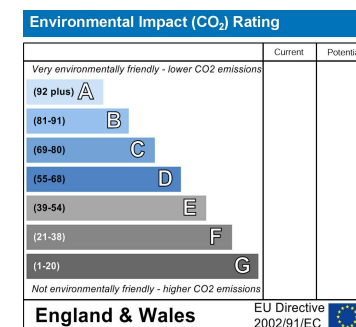 Environmental Impact (CO₂) Rating
Current Potentia
Very environmentally friendly - lower CO2 emissions
(92 plus) A
(81-91) B
(69-80) C
(55-68) D
(39-54) E
(21-38) F
(1-20) G
Not environmentally friendly - higher CO2 emissions
England & Wales
EU Directive
2002/91/EC